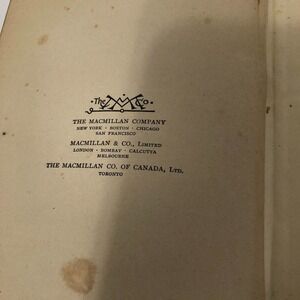 The MM Co
THE MACMILLAN COMPANY
NEW YORK · BOSTON · CHICAGO
SAN FRANCISCO
MACMILLAN & CO., LIMITED
LONDON · BOMBAY · CALCUTTA
MELBOURNE
THE MACMILLAN CO. OF CANADA, LTD.
TORONTO